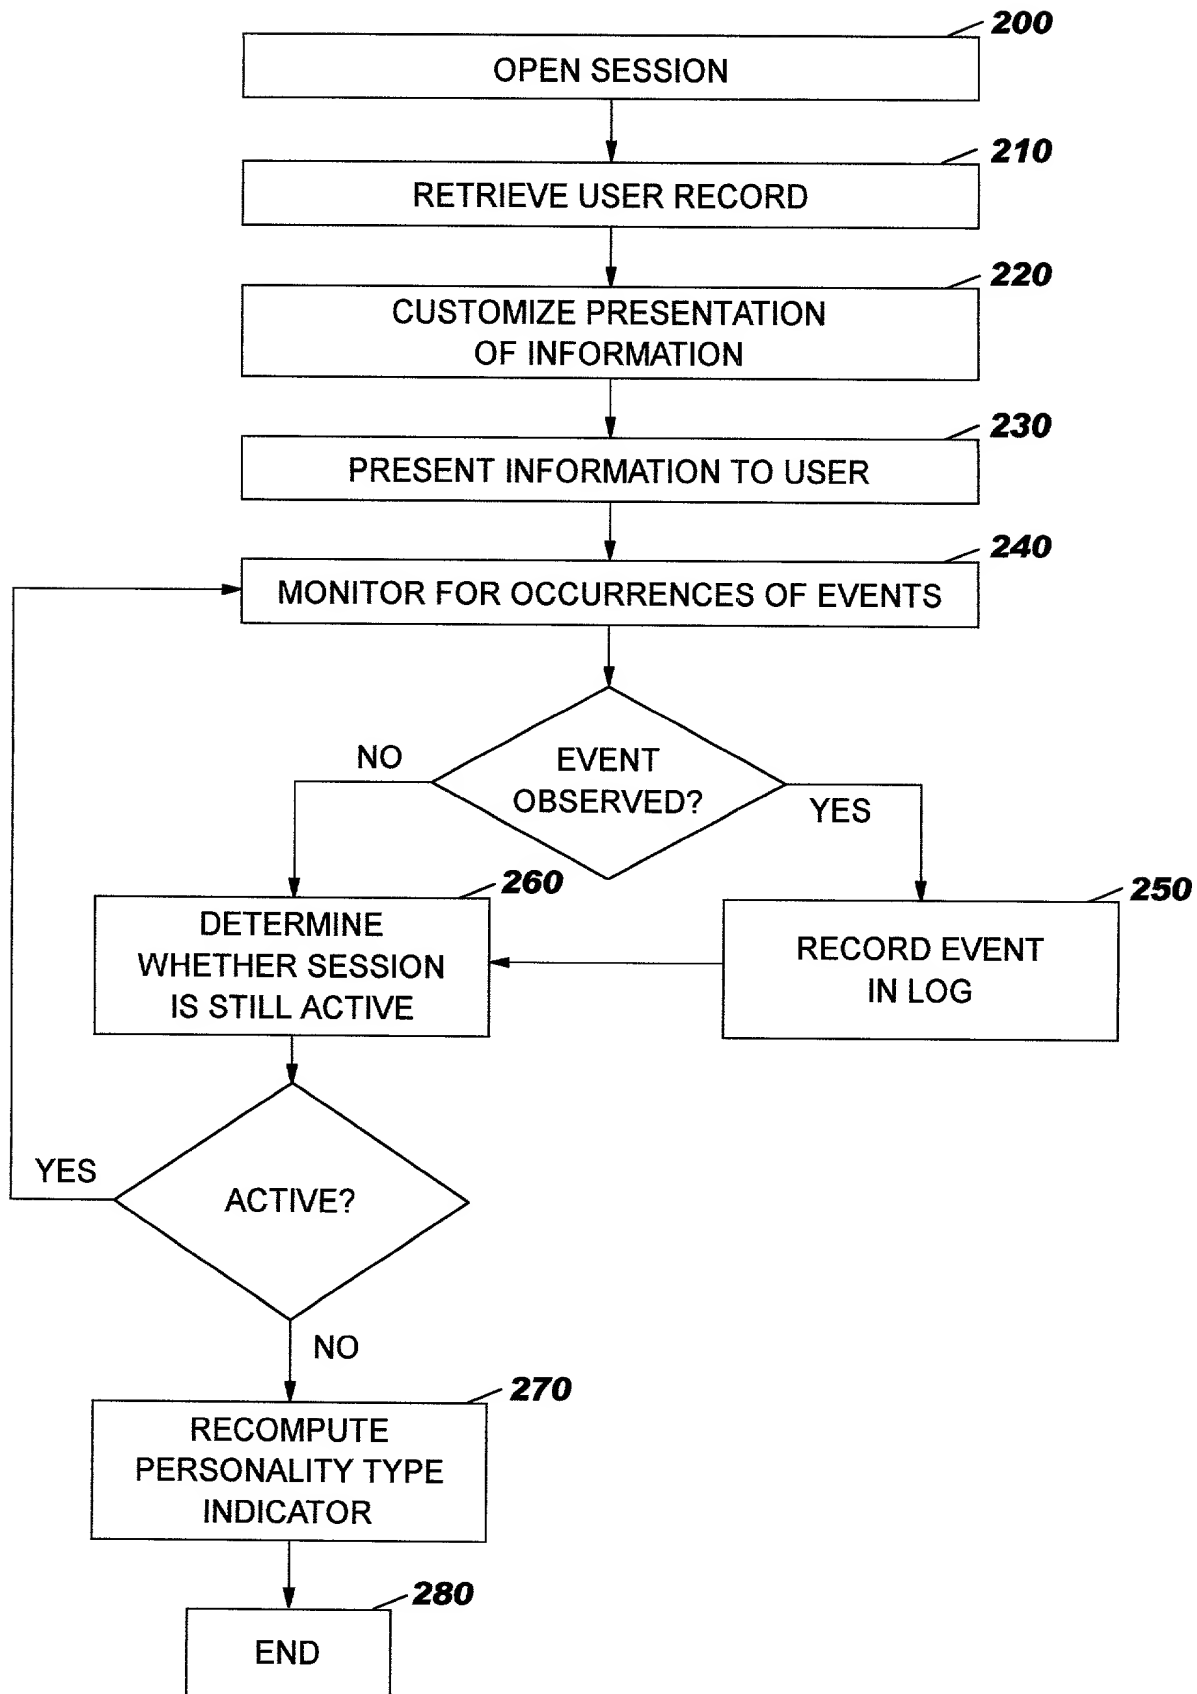 200
OPEN SESSION
210
RETRIEVE USER RECORD
220
CUSTOMIZE PRESENTATION
OF INFORMATION
230
PRESENT INFORMATION TO USER
240
MONITOR FOR OCCURRENCES OF EVENTS
NO
EVENT
OBSERVED?
YES
260
DETERMINE
WHETHER SESSION
IS STILL ACTIVE
250
RECORD EVENT
IN LOG
YES
ACTIVE?
NO
270
RECOMPUTE
PERSONALITY TYPE
INDICATOR
280
END